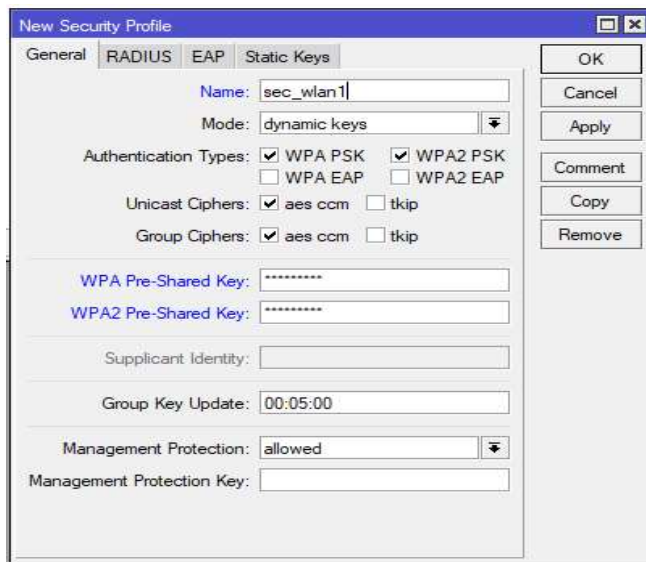 New Security Profile
General RADIUS EAP Static Keys
Name: sec_wlan1
Mode: dynamic keys
Authentication Types: WPA PSK WPA2 PSK
WPA EAP WPA2 EAP
Unicast Ciphers: aes ccm tkip
Group Ciphers: aes ccm tkip
WPA Pre-Shared Key: *********
WPA2 Pre-Shared Key: *********
Supplicant Identity:
Group Key Update: 00:05:00
Management Protection: allowed
Management Protection Key:
OK
Cancel
Apply
Comment
Copy
Remove